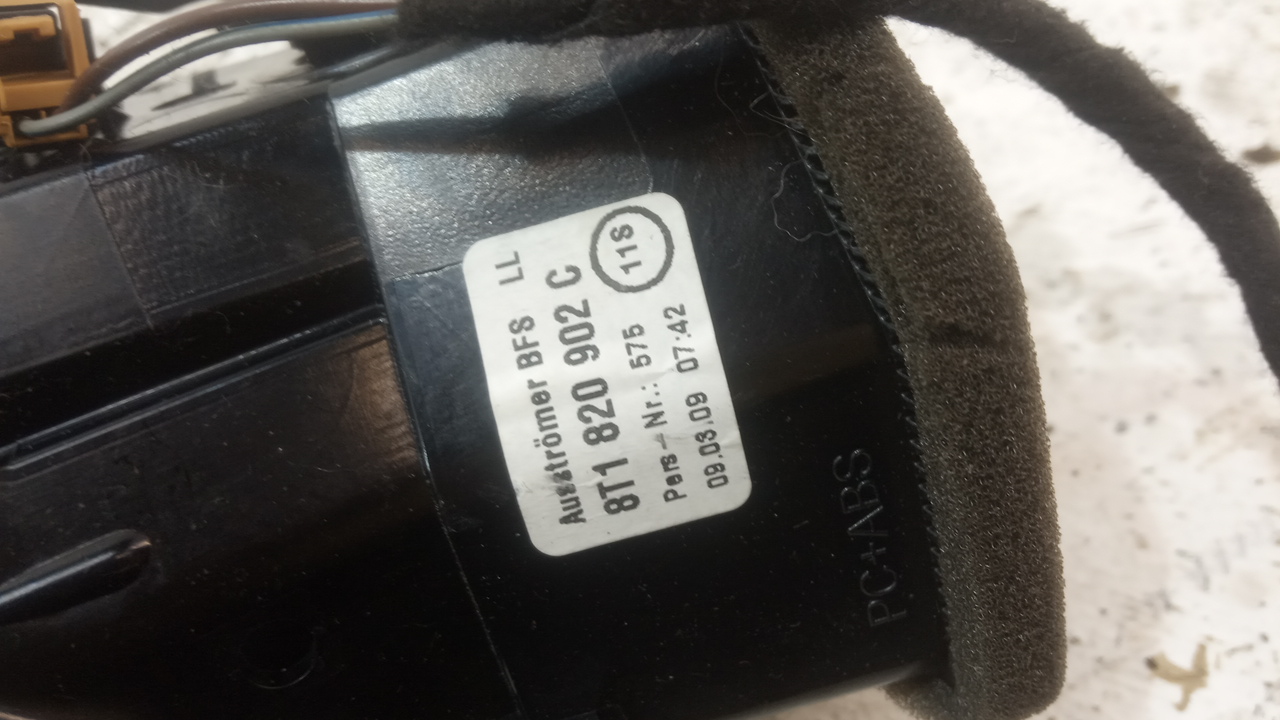 Ausströmer BFS LL
8T1 820 902 C
Pers-Nr.: 575
09.03.09 07:42
11S
PC+ABS